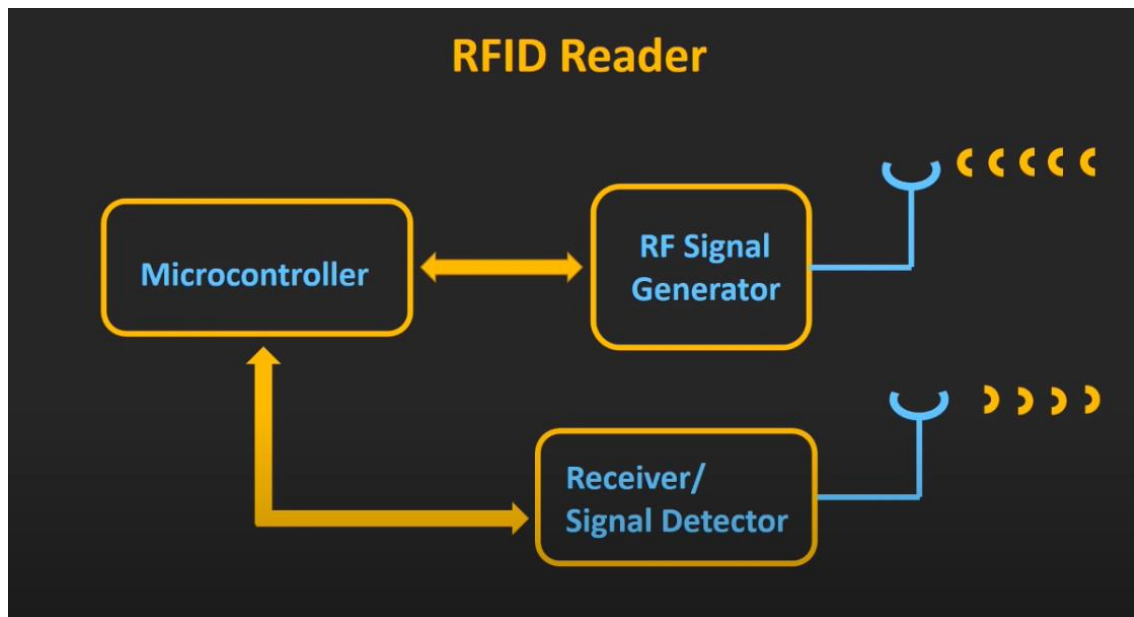 RFID Reader
Microcontroller
RF Signal
Generator
Receiver/
Signal Detector